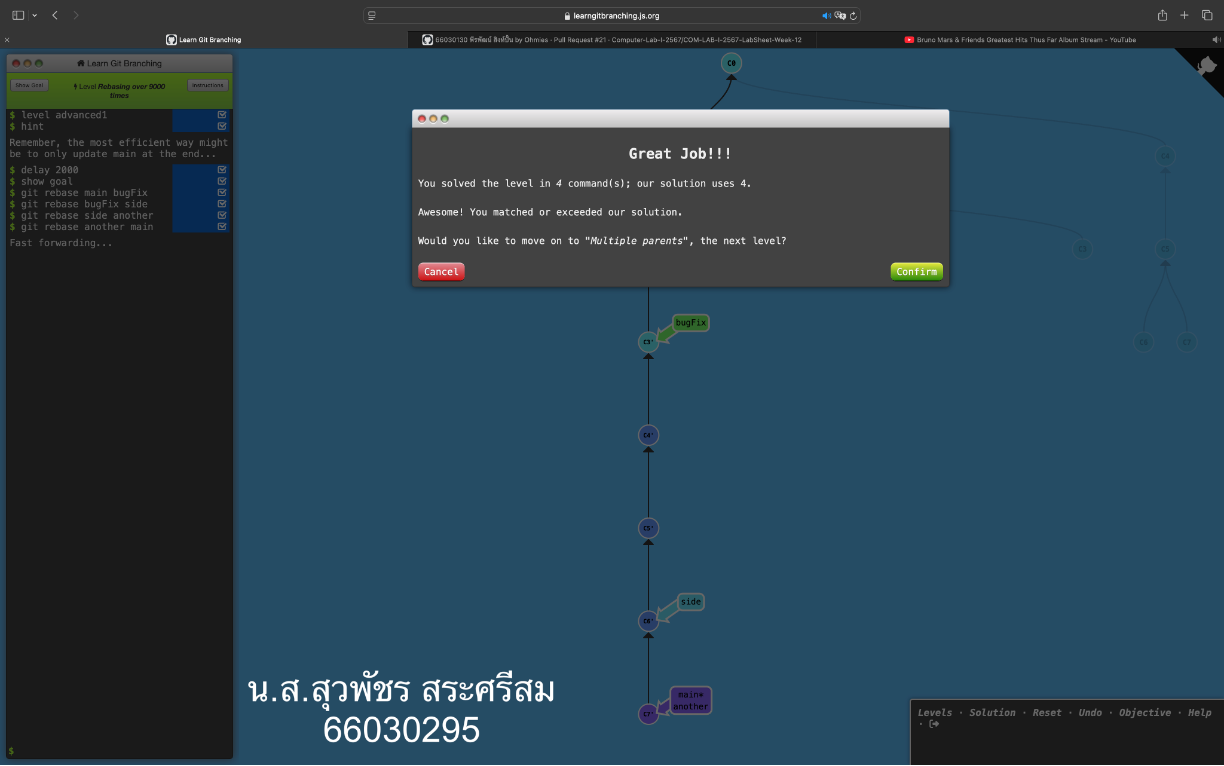 learngitbranching.js.org
Learn Git Branching
66030130 พีรพัฒน์ สิงห์ปั้น by Ohmies · Pull Request #21 · Computer-Lab-I-2567/COM-LAB-I-2567-LabSheet-Week-12
Bruno Mars & Friends Greatest Hits Thus Far Album Stream – YouTube
Learn Git Branching
Show Goal
Level Rebasing over 9000 times
Instructions
$ level advanced1
$ hint
Remember, the most efficient way might
be to only update main at the end...
$ delay 2000
$ show goal
$ git rebase main bugFix
$ git rebase bugFix side
$ git rebase side another
$ git rebase another main
Fast forwarding...
$
C0
Great Job!!!
You solved the level in 4 command(s); our solution uses 4.
Awesome! You matched or exceeded our solution.
Would you like to move on to "Multiple parents", the next level?
Cancel
Confirm
C4
C3
C5
C6
C7
bugFix
C3'
C4'
C5'
side
C6'
main*
another
C7'
น.ส.สุวพัชร สระศรีสม
66030295
Levels · Solution · Reset · Undo · Objective · Help
·